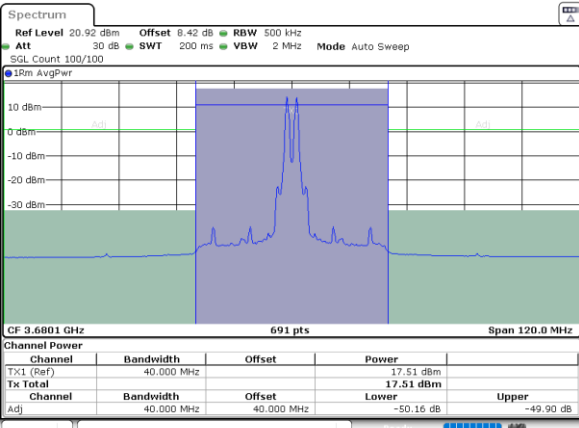 Spectrum
Ref Level 20.92 dBm Offset 8.42 dB RBW 500 kHz
Att 30 dB SWT 200 ms VBW 2 MHz Mode Auto Sweep
SGL Count 100/100
1Rm AvgPwr
10 dBm
Adj Adj
0 dBm
-10 dBm
-20 dBm
-30 dBm
CF 3.6801 GHz 691 pts Span 120.0 MHz
Channel Power
Channel Bandwidth Offset Power
TX1 (Ref) 40.000 MHz 17.51 dBm
Tx Total 17.51 dBm
Channel Bandwidth Offset Lower Upper
Adj 40.000 MHz 40.000 MHz -50.16 dB -49.90 dB